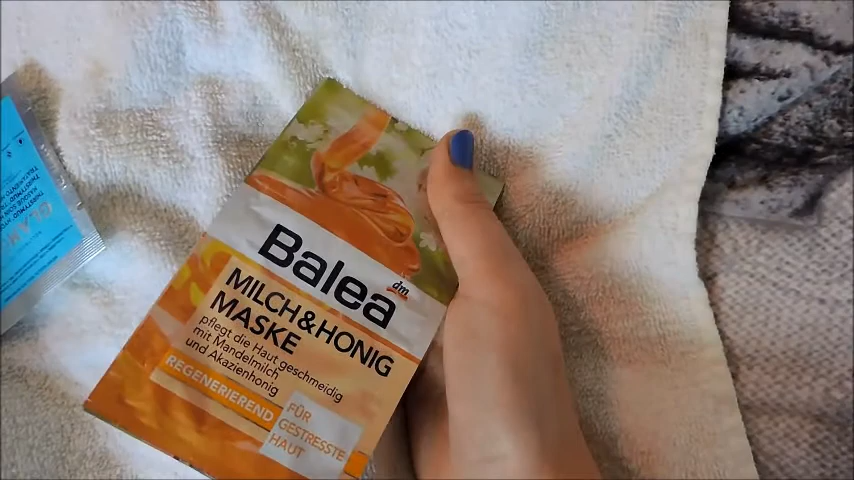 Balea
dm
MILCH & HONIG
MASKE
pflegt die Haut geschmeidig
mit Mandelmilch
und Akazienhonig
REGENERIEREND
FÜR
GESTRESSTE
HAUT